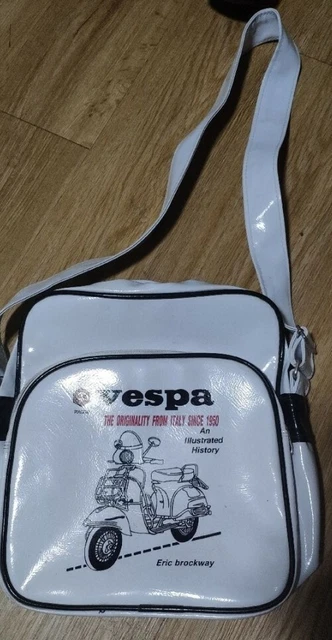 vespa
THE ORIGINALITY FROM ITALY SINCE 1950
An
Illustrated
History
Eric brockway